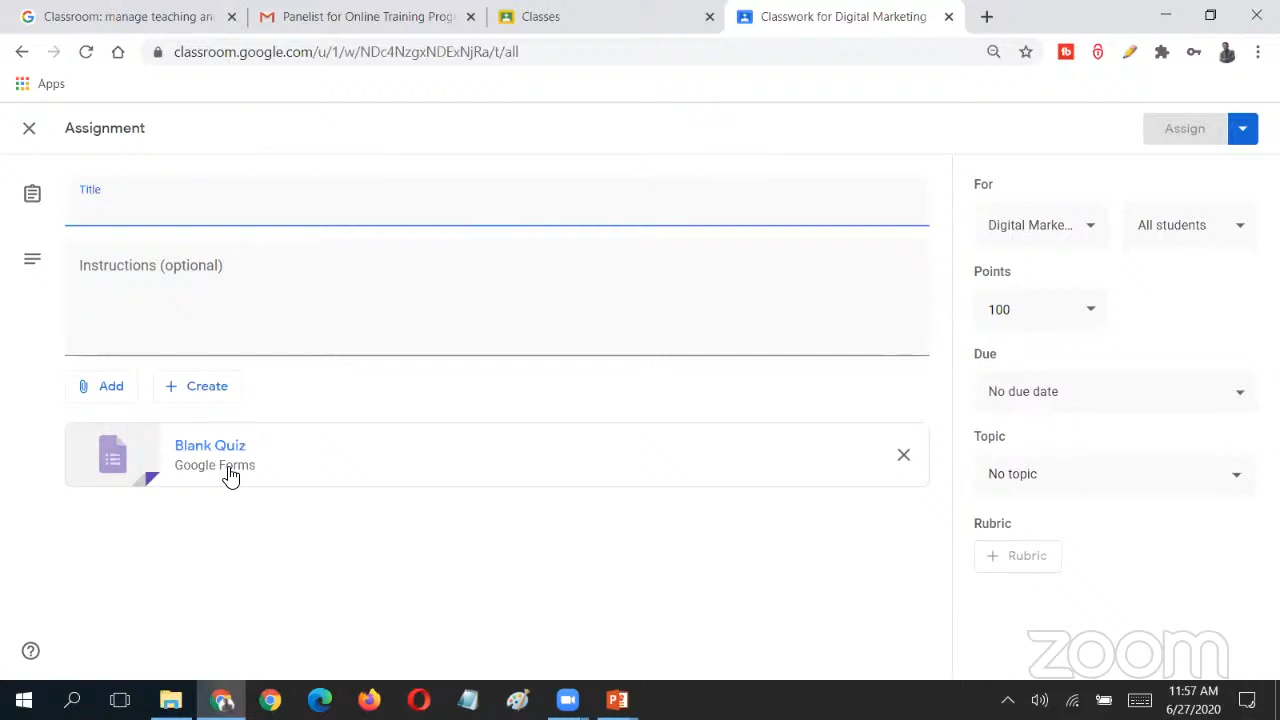 Classroom: manage teaching an
Panelist for Online Training Prog
Classes
Classwork for Digital Marketing
classroom.google.com/u/1/w/NDc4NzgxNDExNjRa/t/all
Apps
Assignment
Assign
Title
Instructions (optional)
Add
Create
Blank Quiz
Google Forms
For
Digital Marke...
All students
Points
100
Due
No due date
Topic
No topic
Rubric
Rubric
zoom
11:57 AM
6/27/2020